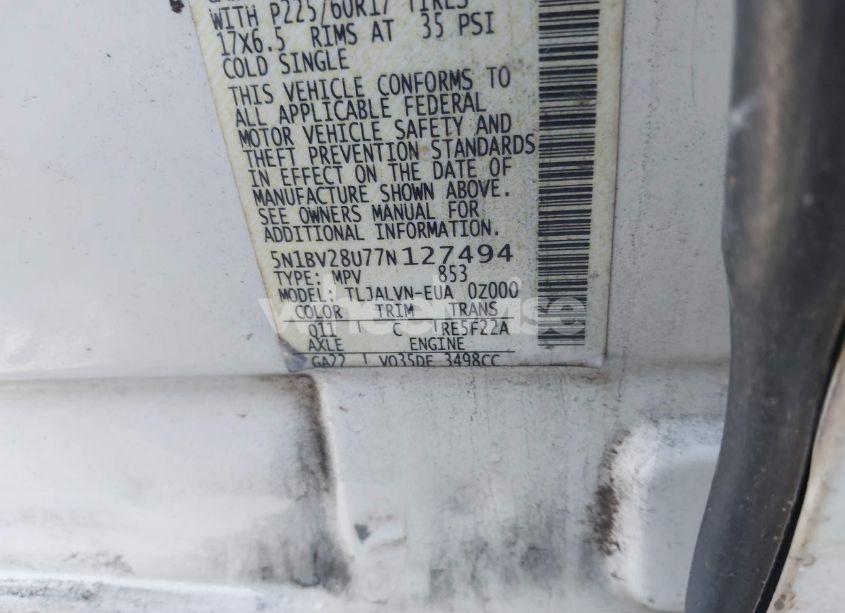 WITH P225/60R17 TIRES
17X6.5 RIMS AT 35 PSI
COLD SINGLE
THIS VEHICLE CONFORMS TO
ALL APPLICABLE FEDERAL
MOTOR VEHICLE SAFETY AND
THEFT PREVENTION STANDARDS
IN EFFECT ON THE DATE OF
MANUFACTURE SHOWN ABOVE.
SEE OWNERS MANUAL FOR
ADDITIONAL INFORMATION.
5N1BV28U77N127494
TYPE: MPV 853
MODEL: TLJALVN-EUA 0Z000
COLOR TRIM TRANS
Q11 C RE5F22A
AXLE ENGINE
GA22 VQ35DE 3498CC
wheelwise